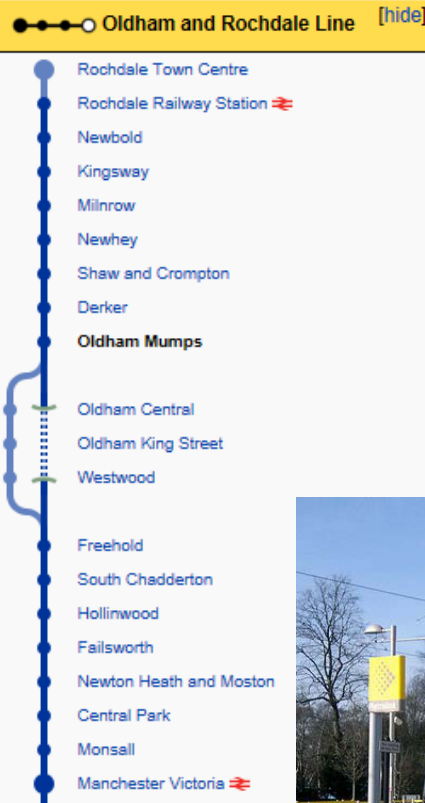 Oldham and Rochdale Line [hide]
Rochdale Town Centre
Rochdale Railway Station
Newbold
Kingsway
Milnrow
Newhey
Shaw and Crompton
Derker
Oldham Mumps
Oldham Central
Oldham King Street
Westwood
Freehold
South Chadderton
Hollinwood
Failsworth
Newton Heath and Moston
Central Park
Monsall
Manchester Victoria